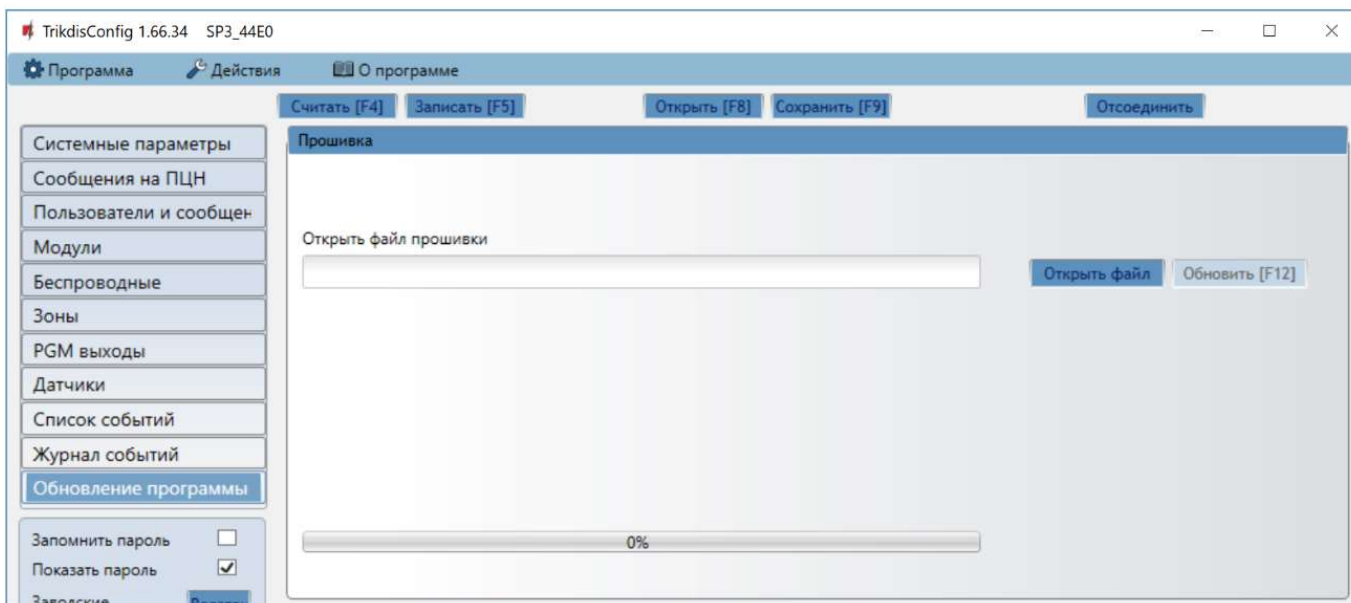 TrikdisConfig 1.66.34 SP3_44E0
Программа Действия О программе
Считать [F4] Записать [F5] Открыть [F8] Сохранить [F9] Отсоединить
Системные параметры
Сообщения на ПЦН
Пользователи и сообщен
Модули
Беспроводные
Зоны
PGM выходы
Датчики
Список событий
Журнал событий
Обновление программы
Запомнить пароль
Показать пароль
Заводские
Прошивка
Открыть файл прошивки
Открыть файл Обновить [F12]
0%